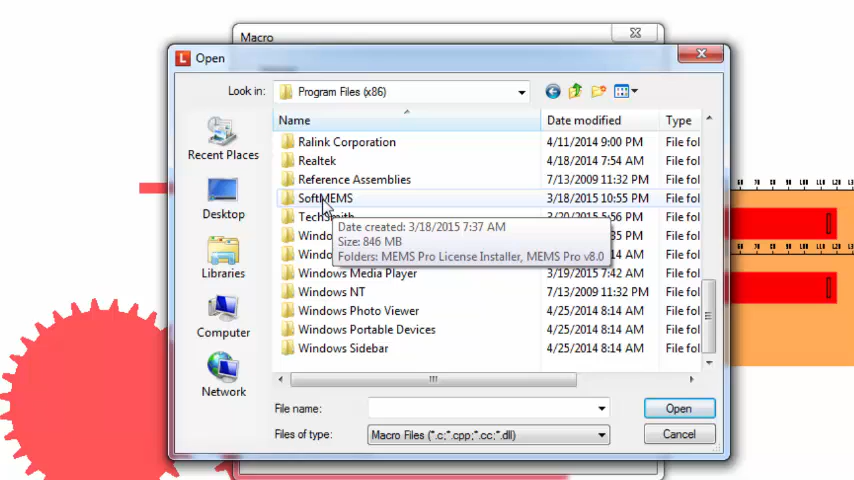 Macro
Open
Look in: Program Files (x86)
Name Date modified Type
Recent Places
Desktop
Libraries
Computer
Network
Ralink Corporation 4/11/2014 9:00 PM File fol
Realtek 4/18/2014 7:54 AM File fol
Reference Assemblies 7/13/2009 11:32 PM File fol
SoftMEMS 3/18/2015 10:55 PM File fol
TechSmith 3/20/2015 5:56 PM File fol
Date created: 3/18/2015 7:37 AM
Size: 846 MB
Folders: MEMS Pro License Installer, MEMS Pro v8.0
Windows Media Player 3/19/2015 7:42 AM File fol
Windows NT 7/13/2009 11:32 PM File fol
Windows Photo Viewer 4/25/2014 8:14 AM File fol
Windows Portable Devices 4/25/2014 8:14 AM File fol
Windows Sidebar 4/25/2014 8:14 AM File fol
File name: Open
Files of type: Macro Files (*.c;*.cpp;*.cc;*.dll) Cancel